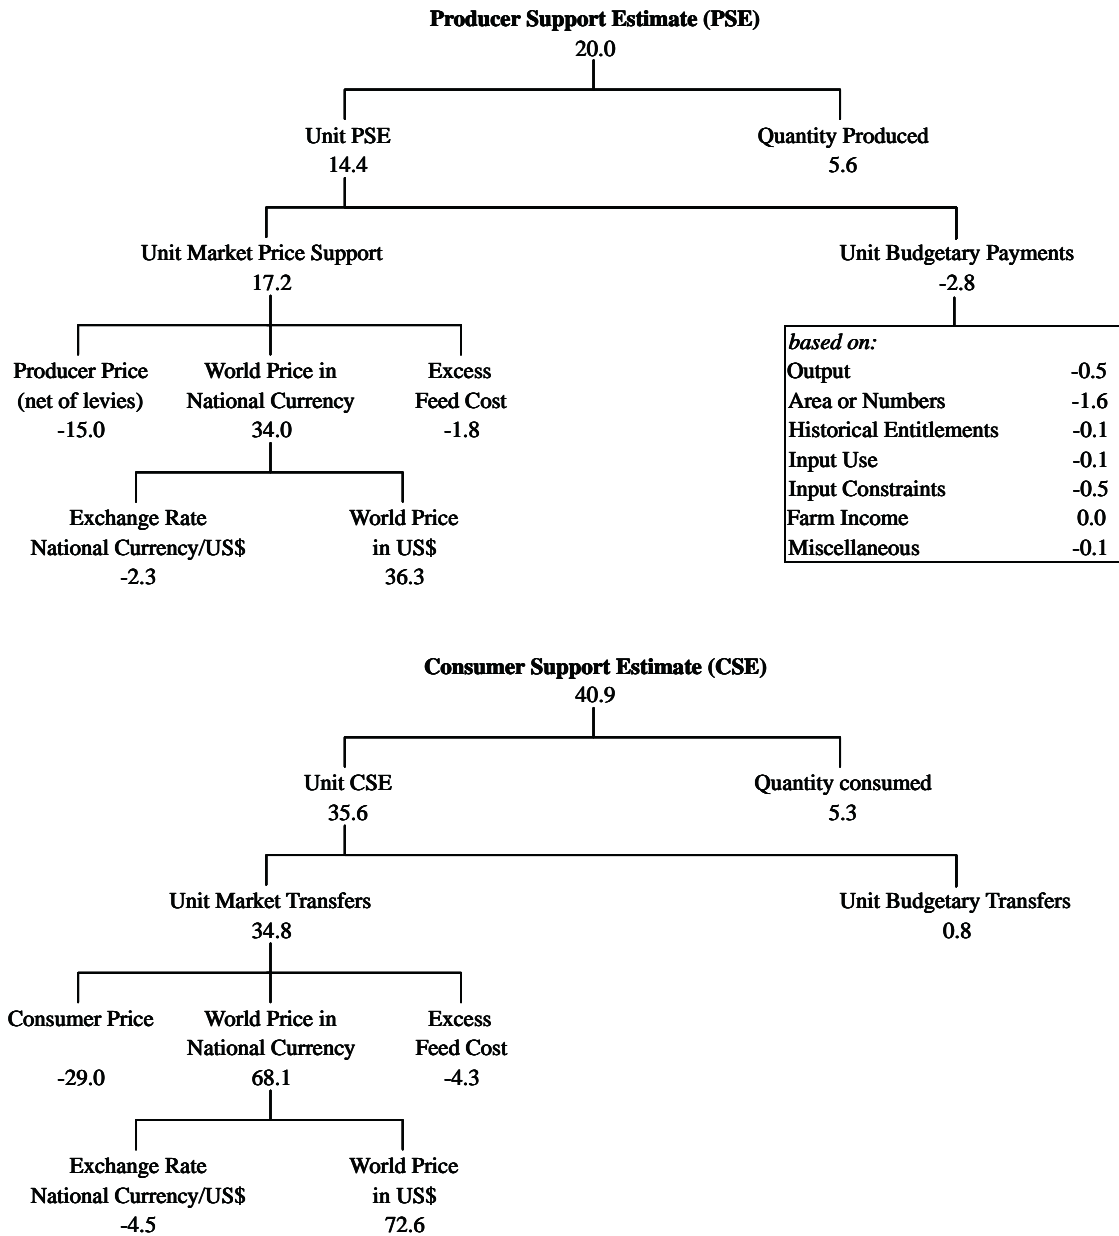 Producer Support Estimate (PSE)
20.0
Unit PSE
Quantity Produced
14.4
5.6
Unit Market Price Support
Unit Budgetary Payments
17.2
-2.8
based on:
Output -0.5
Area or Numbers -1.6
Historical Entitlements -0.1
Input Use -0.1
Input Constraints -0.5
Farm Income 0.0
Miscellaneous -0.1
Producer Price
(net of levies)
-15.0
World Price in
National Currency
34.0
Excess
Feed Cost
-1.8
Exchange Rate
National Currency/US$
-2.3
World Price
in US$
36.3
Consumer Support Estimate (CSE)
40.9
Unit CSE
Quantity consumed
35.6
5.3
Unit Market Transfers
Unit Budgetary Transfers
34.8
0.8
Consumer Price
-29.0
World Price in
National Currency
68.1
Excess
Feed Cost
-4.3
Exchange Rate
National Currency/US$
-4.5
World Price
in US$
72.6